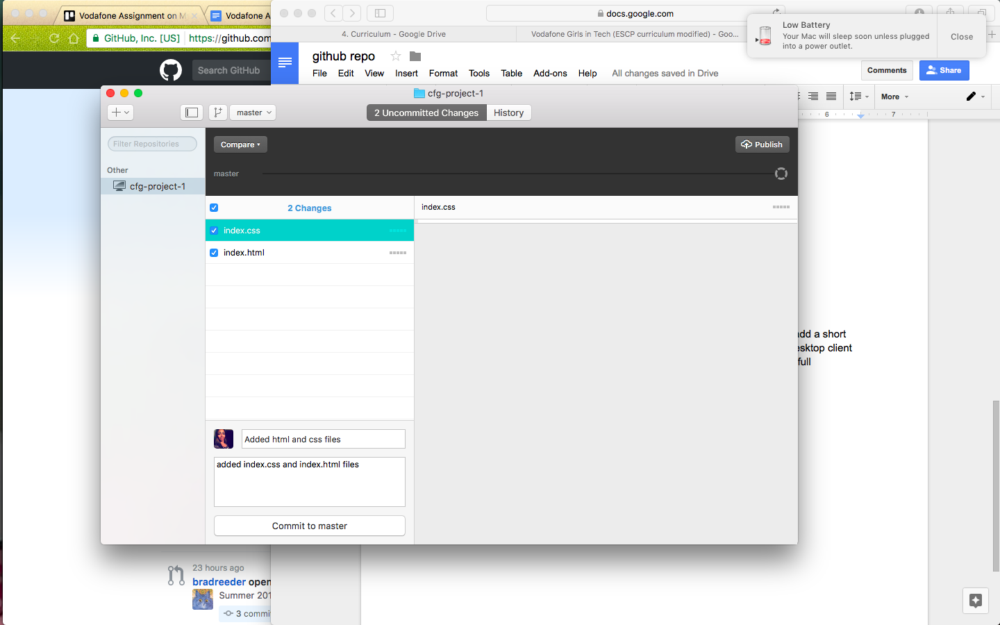 Vodafone Assignment on M
Vodafone A
docs.google.com
GitHub, Inc. [US]
https://github.com
4. Curriculum - Google Drive
Vodafone Girls in Tech (ESCP curriculum modified) - Goo...
Low Battery
Your Mac will sleep soon unless plugged
into a power outlet.
Close
Search GitHub
github repo
File Edit View Insert Format Tools Table Add-ons Help All changes saved in Drive
Comments
Share
More
6 7
cfg-project-1
master
2 Uncommitted Changes
History
Filter Repositories
Other
cfg-project-1
Compare
Publish
master
2 Changes
index.css
index.css
index.html
Added html and css files
added index.css and index.html files
Commit to master
add a short
esktop client
full
23 hours ago
bradreeder open
Summer 201
3 commi